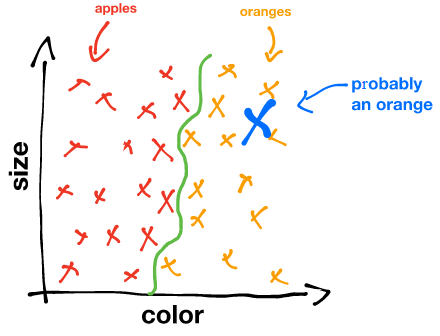 apples
oranges
probably
an orange
size
color